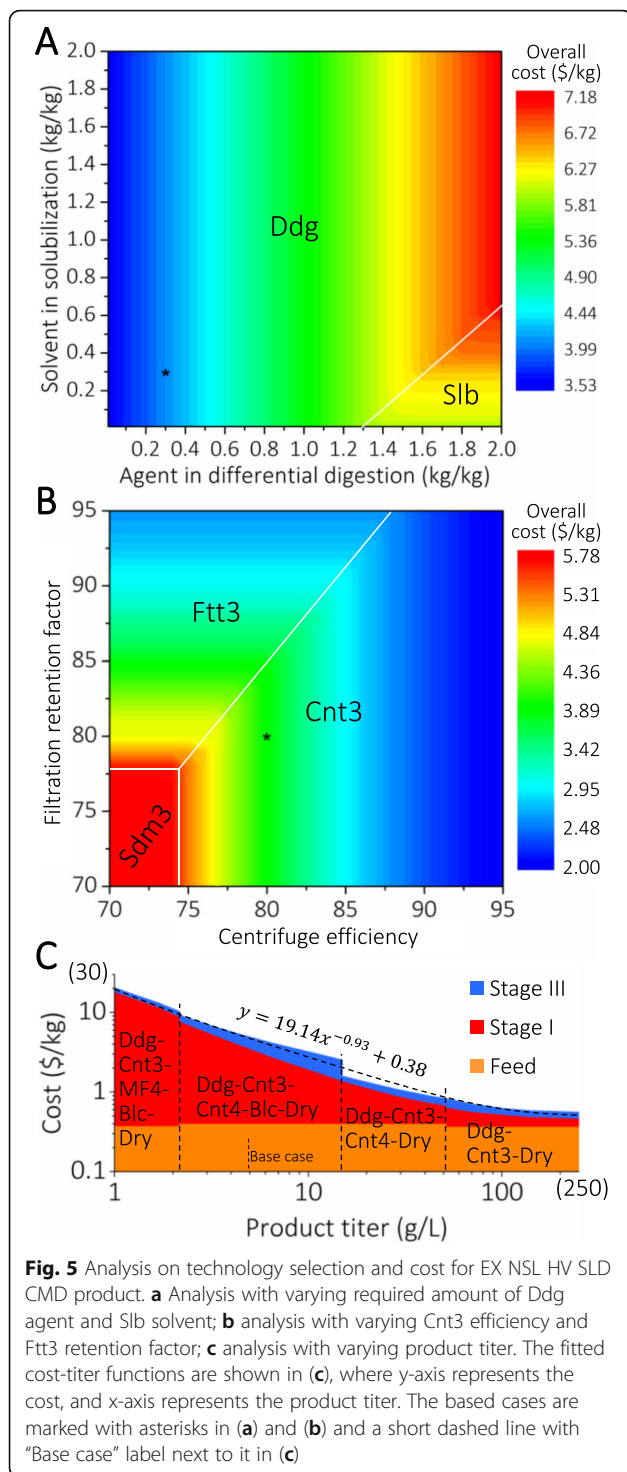 A
Overall
cost ($/kg)
Solvent in solubilization (kg/kg)
2.0
1.8
1.6
1.4
1.2
1.0
0.8
0.6
0.4
0.2
Ddg
*
Slb
7.18
6.72
6.27
5.81
5.36
4.90
4.44
3.99
3.53
0.2 0.4 0.6 0.8 1.0 1.2 1.4 1.6 1.8 2.0
Agent in differential digestion (kg/kg)
B
Overall
cost ($/kg)
Filtration retention factor
95
90
85
80
75
70
Ftt3
Cnt3
*
Sdm3
5.78
5.31
4.84
4.36
3.89
3.42
2.95
2.48
2.00
70 75 80 85 90 95
Centrifuge efficiency
C
(30)
Cost ($/kg)
10
1
0.1
Stage III
Stage I
Feed
y = 19.14x^−0.93 + 0.38
Ddg-
Cnt3-
MF4-
Blc-
Dry
Ddg-Cnt3-
Cnt4-Blc-Dry
Ddg-Cnt3-
Cnt4-Dry
Ddg-
Cnt3-Dry
Base case
1 10 100 (250)
Product titer (g/L)
Fig. 5 Analysis on technology selection and cost for EX NSL HV SLD
CMD product. a Analysis with varying required amount of Ddg
agent and Slb solvent; b analysis with varying Cnt3 efficiency and
Ftt3 retention factor; c analysis with varying product titer. The fitted
cost-titer functions are shown in (c), where y-axis represents the
cost, and x-axis represents the product titer. The based cases are
marked with asterisks in (a) and (b) and a short dashed line with
“Base case” label next to it in (c)